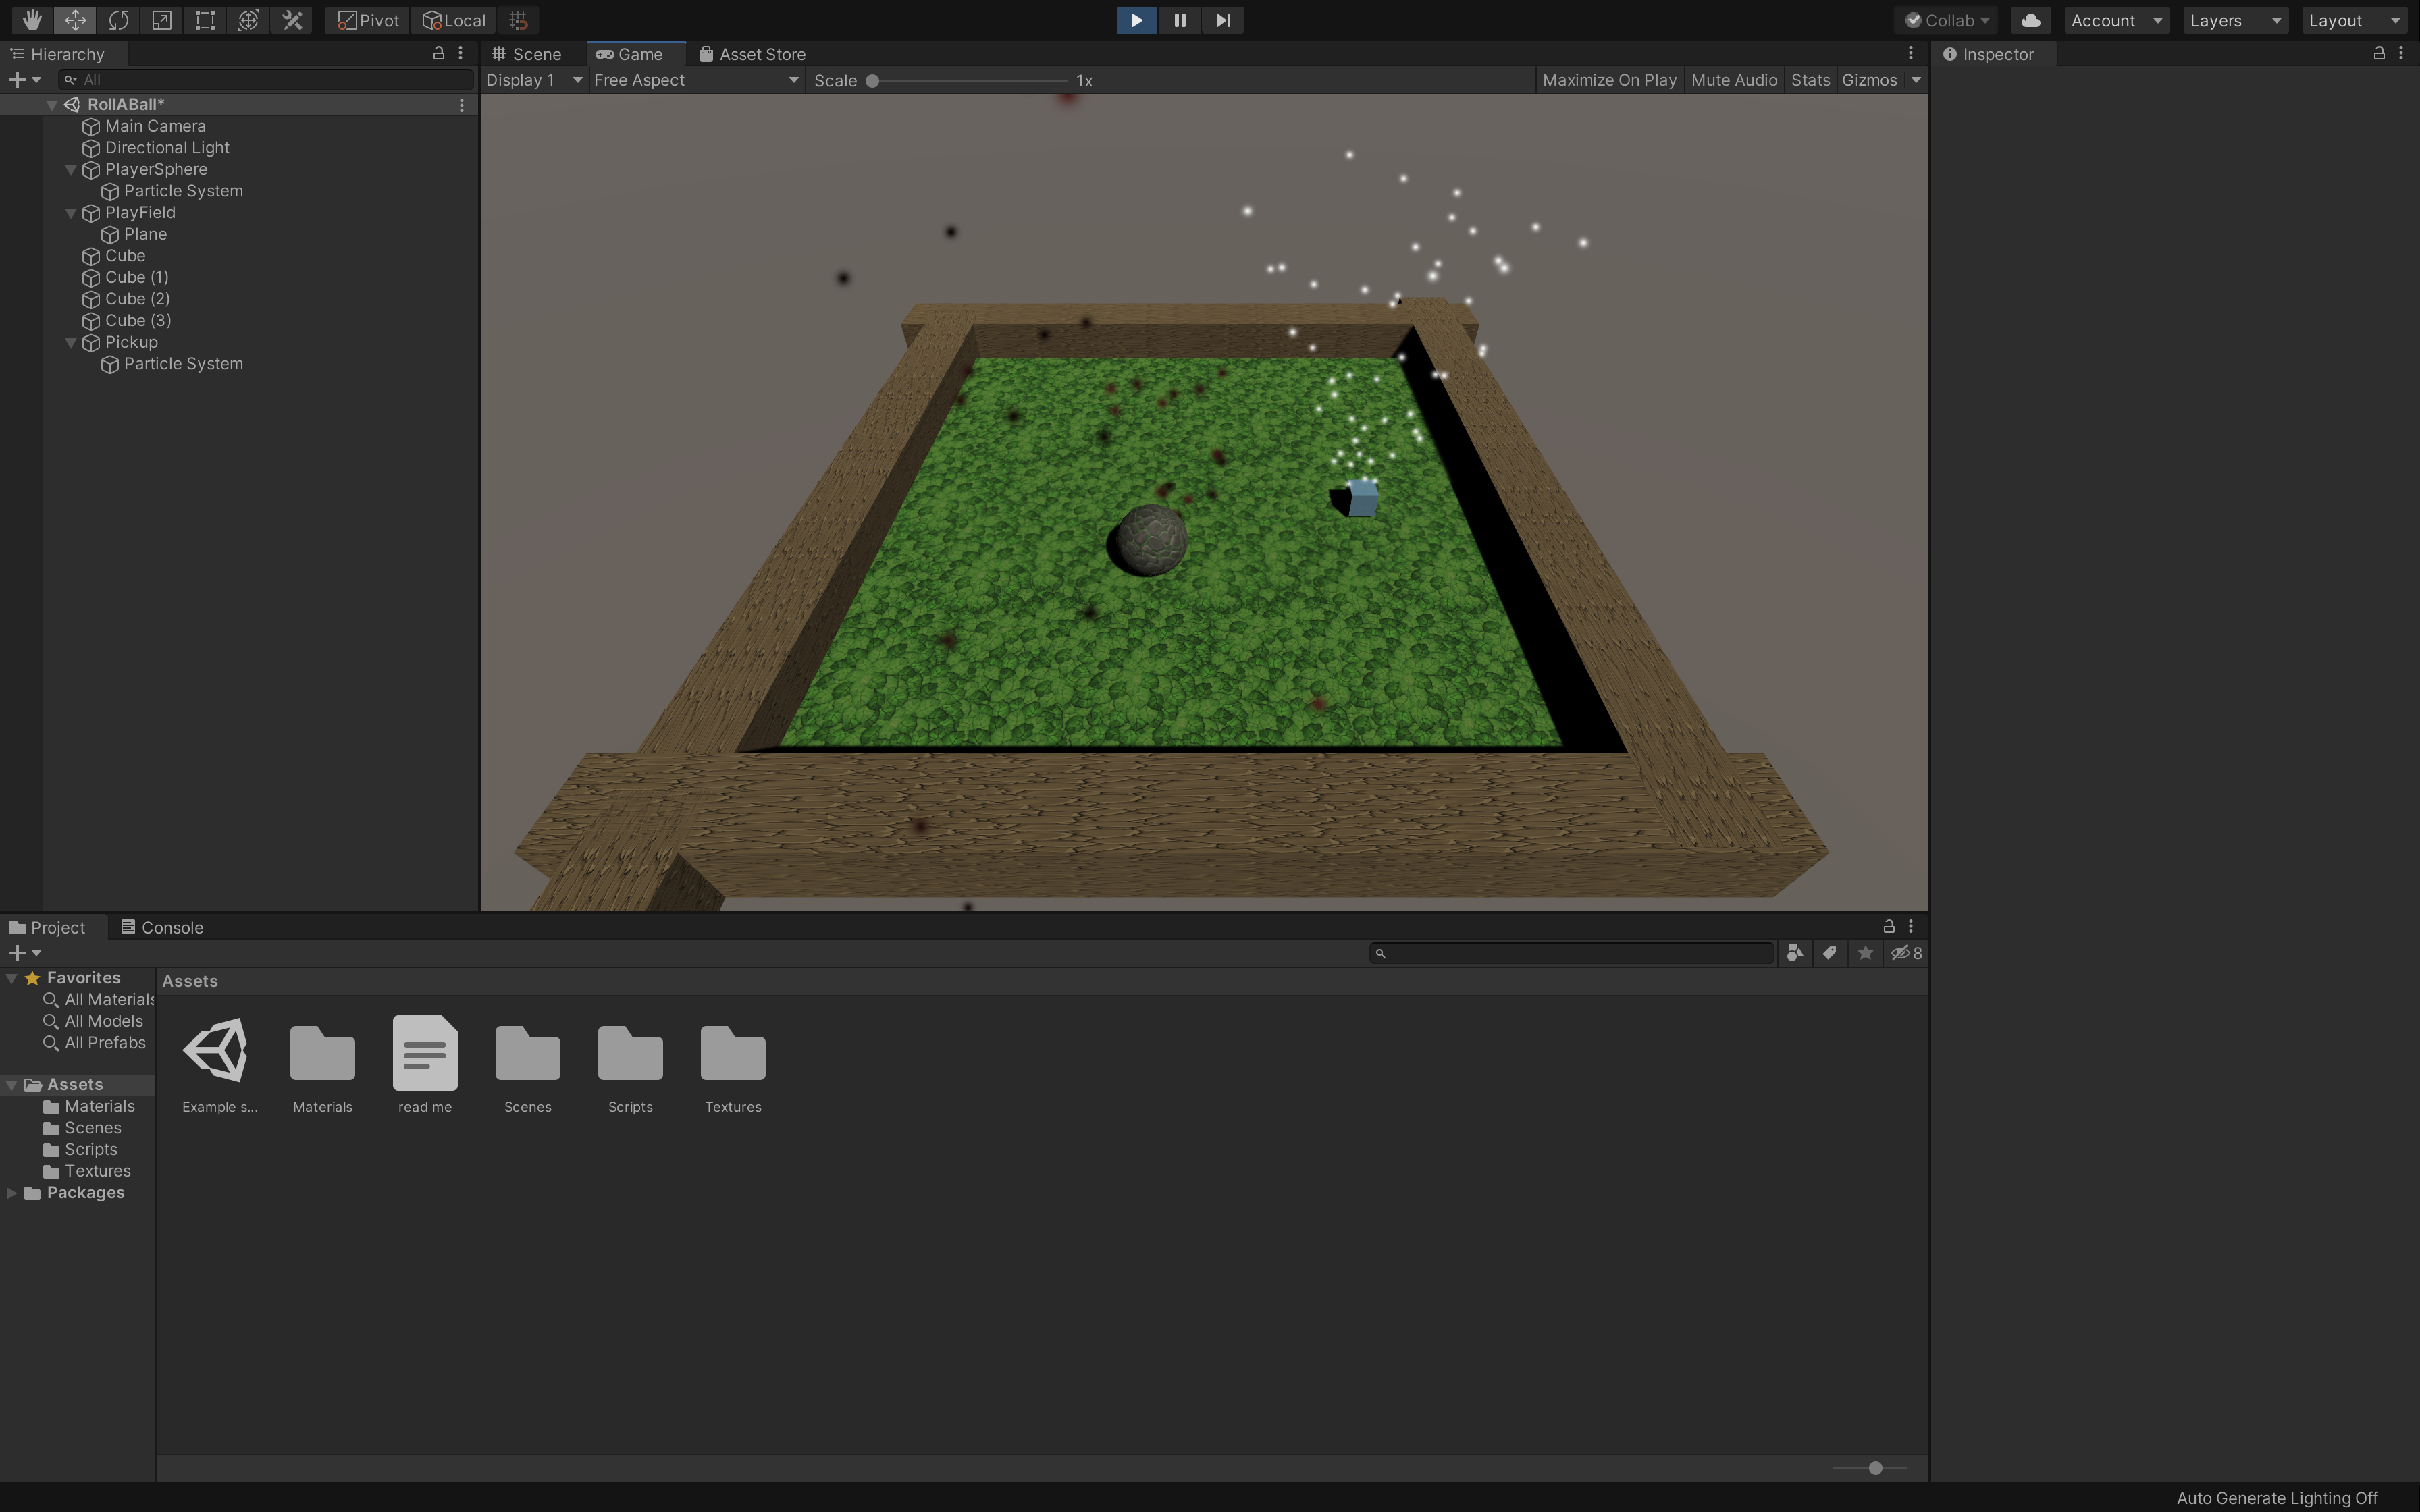 Pivot Local Collab Account Layers Layout
Hierarchy Scene Game Asset Store Inspector
All Display 1 Free Aspect Scale 1x Maximize On Play Mute Audio Stats Gizmos
RollABall*
Main Camera
Directional Light
PlayerSphere
Particle System
PlayField
Plane
Cube
Cube (1)
Cube (2)
Cube (3)
Pickup
Particle System
Project Console
8
Favorites Assets
All Materials
All Models
All Prefabs
Assets
Materials
Scenes
Scripts
Textures
Packages
Example s... Materials read me Scenes Scripts Textures
Auto Generate Lighting Off